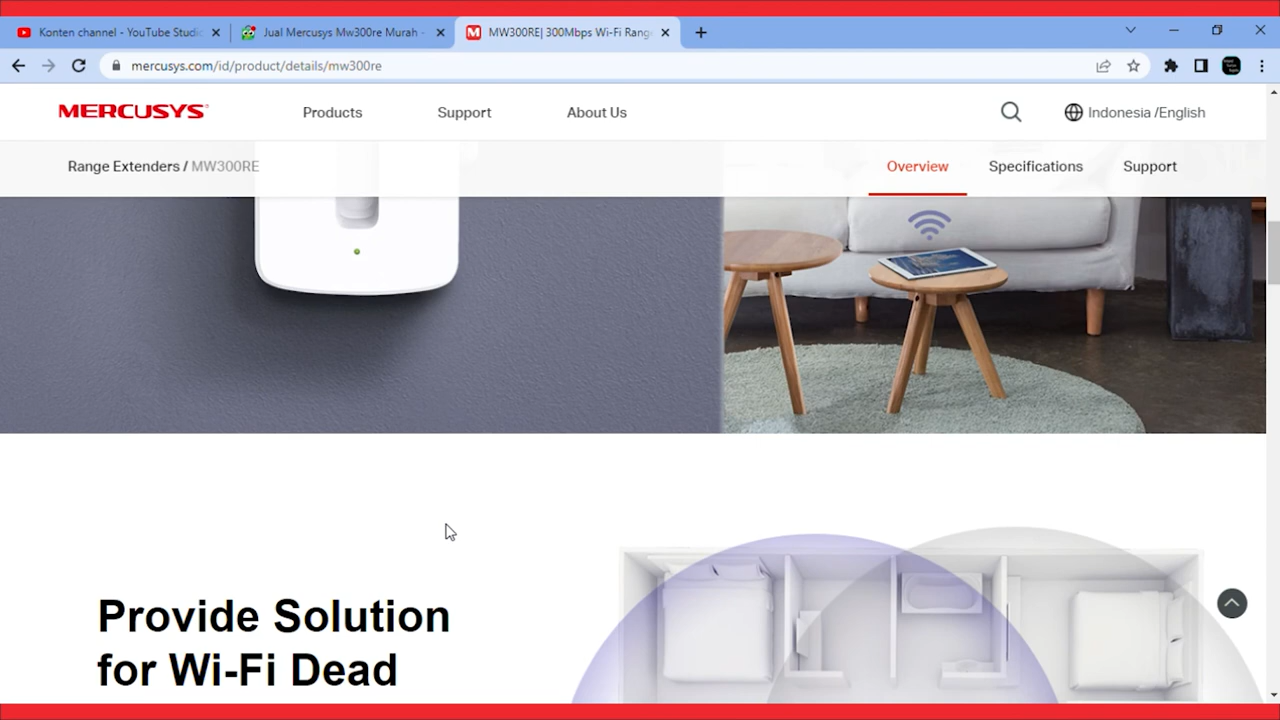 Konten channel - YouTube Studio
Jual Mercusys Mw300re Murah -
MW300RE| 300Mbps Wi-Fi Rang
mercusys.com/id/product/details/mw300re
MERCUSYS
Products
Support
About Us
Indonesia /English
Range Extenders / MW300RE
Overview
Specifications
Support
Provide Solution
for Wi-Fi Dead